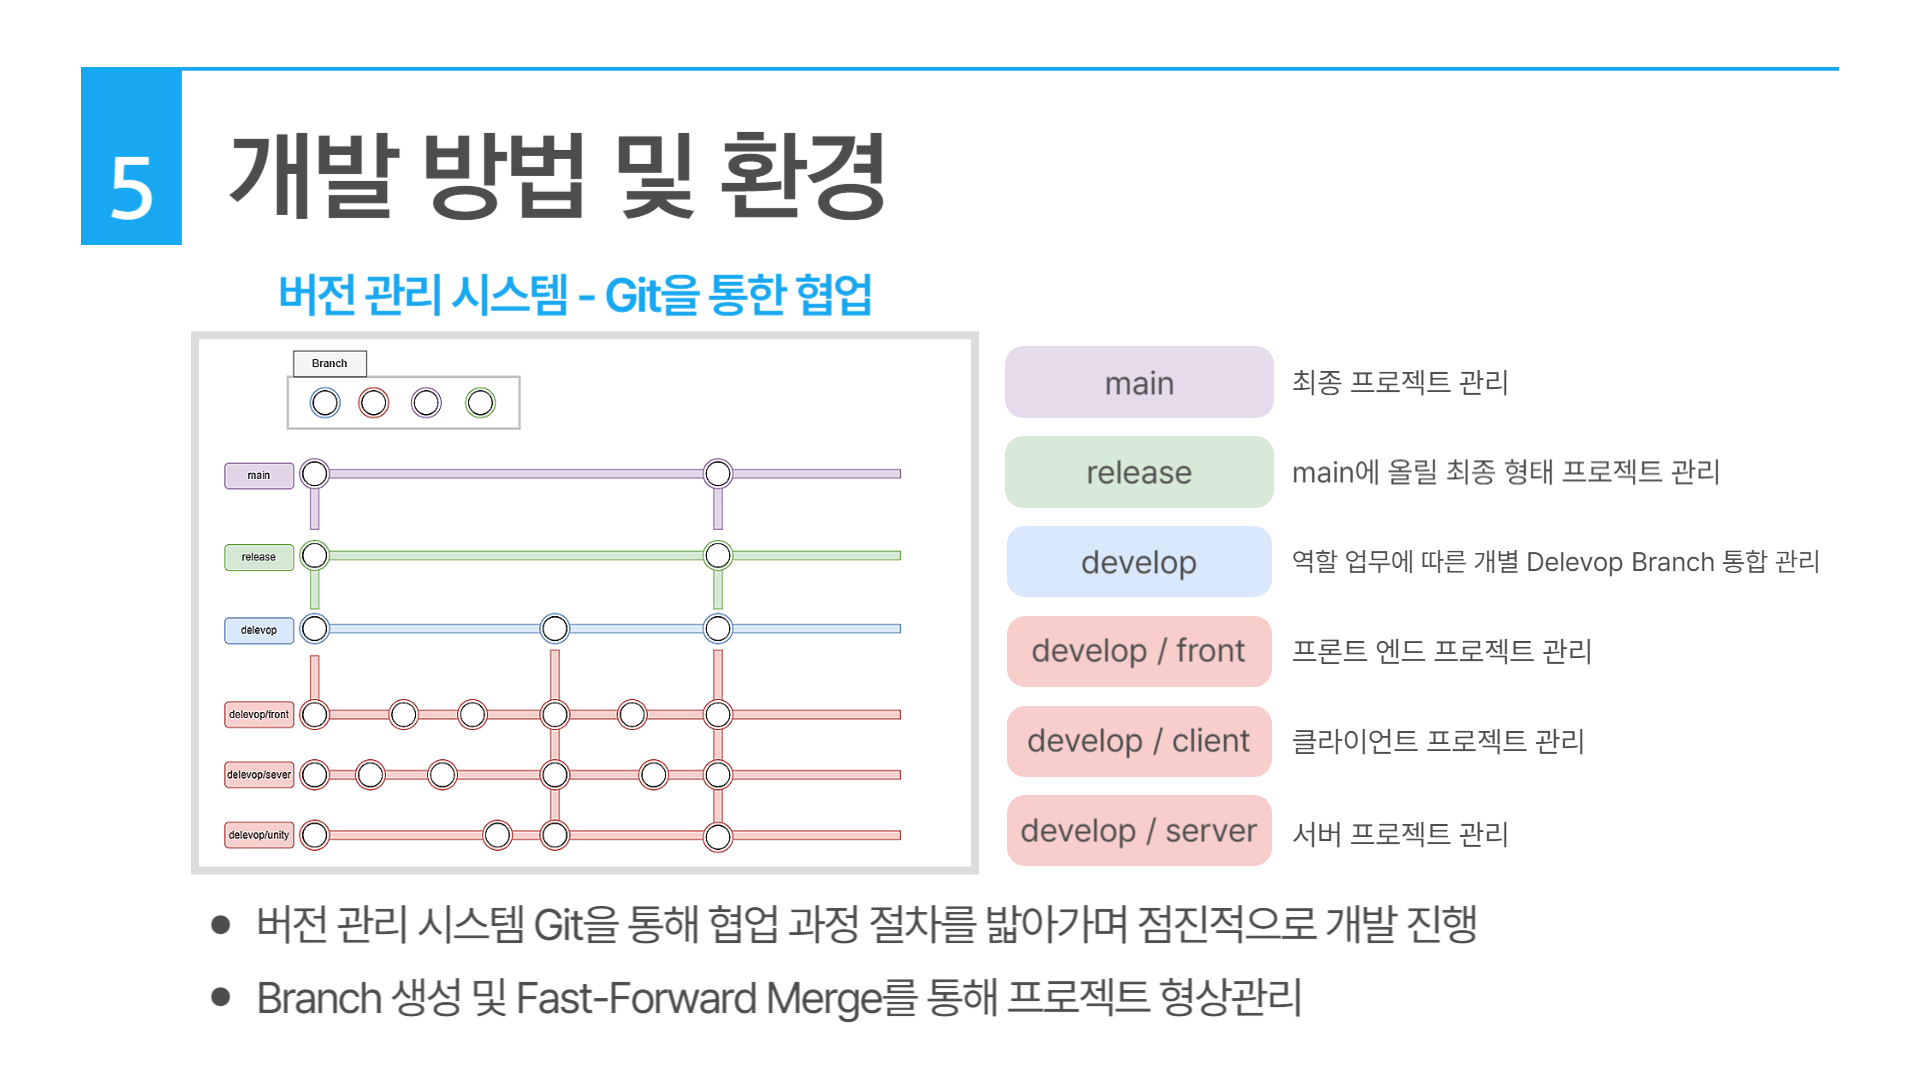 5
개발 방법 및 환경
버전 관리 시스템 - Git을 통한 협업
Branch
main
release
delevop
delevop/front
delevop/sever
delevop/unity
main 최종 프로젝트 관리
release main에 올릴 최종 형태 프로젝트 관리
develop 역할 업무에 따른 개별 Delevop Branch 통합 관리
develop / front 프론트 엔드 프로젝트 관리
develop / client 클라이언트 프로젝트 관리
develop / server 서버 프로젝트 관리
● 버전 관리 시스템 Git을 통해 협업 과정 절차를 밟아가며 점진적으로 개발 진행
● Branch 생성 및 Fast-Forward Merge를 통해 프로젝트 형상관리